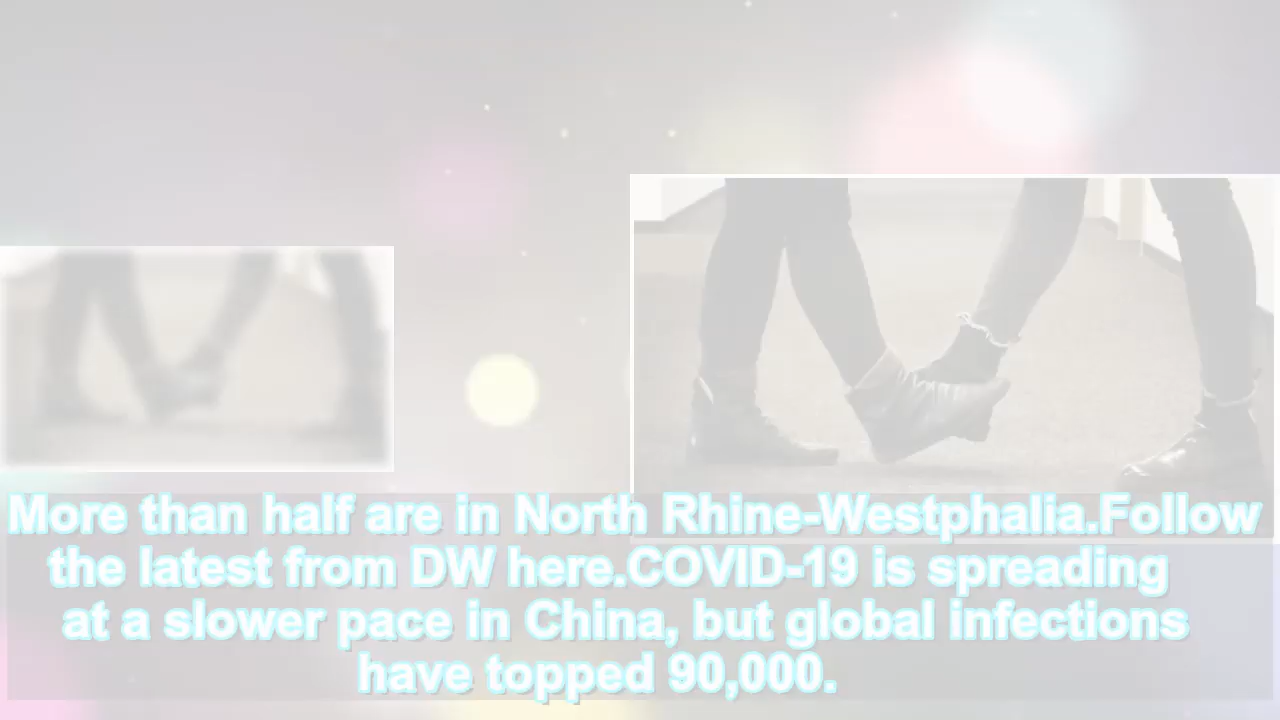 More than half are in North Rhine-Westphalia.Follow
the latest from DW here.COVID-19 is spreading
at a slower pace in China, but global infections
have topped 90,000.